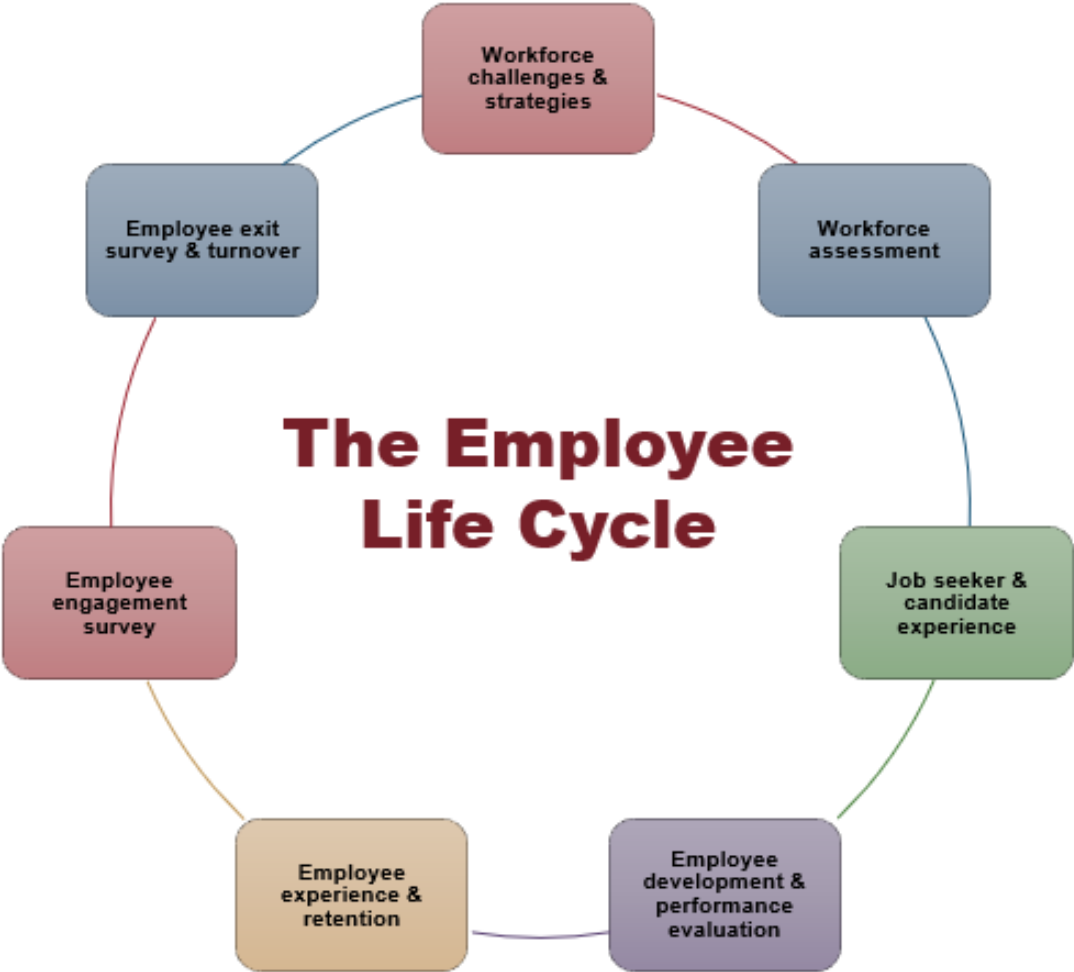 Workforce
challenges &
strategies
Employee exit
survey & turnover
Workforce
assessment
The Employee
Life Cycle
Employee
engagement
survey
Job seeker &
candidate
experience
Employee
experience &
retention
Employee
development &
performance
evaluation